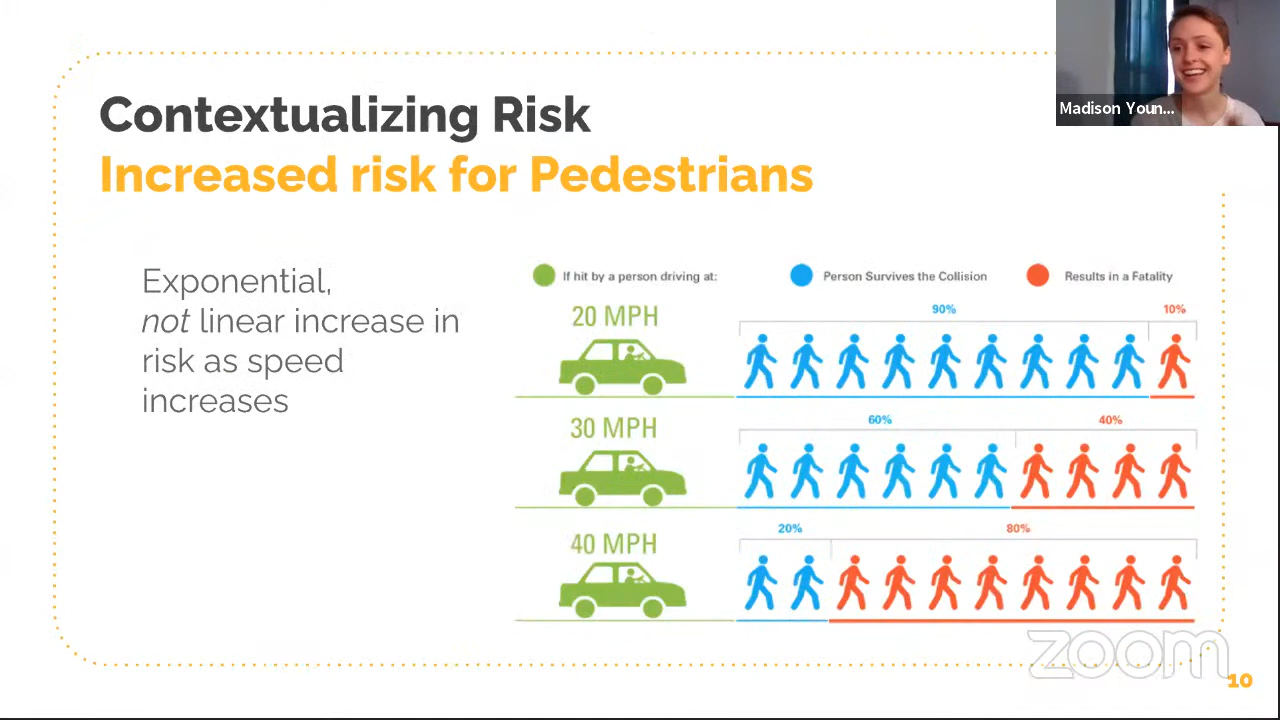 Madison Youn...
Contextualizing Risk
Increased risk for Pedestrians
Exponential,
not linear increase in
risk as speed
increases
If hit by a person driving at:
Person Survives the Collision
Results in a Fatality
20 MPH
90%
10%
30 MPH
60%
40%
40 MPH
20%
80%
zoom
10